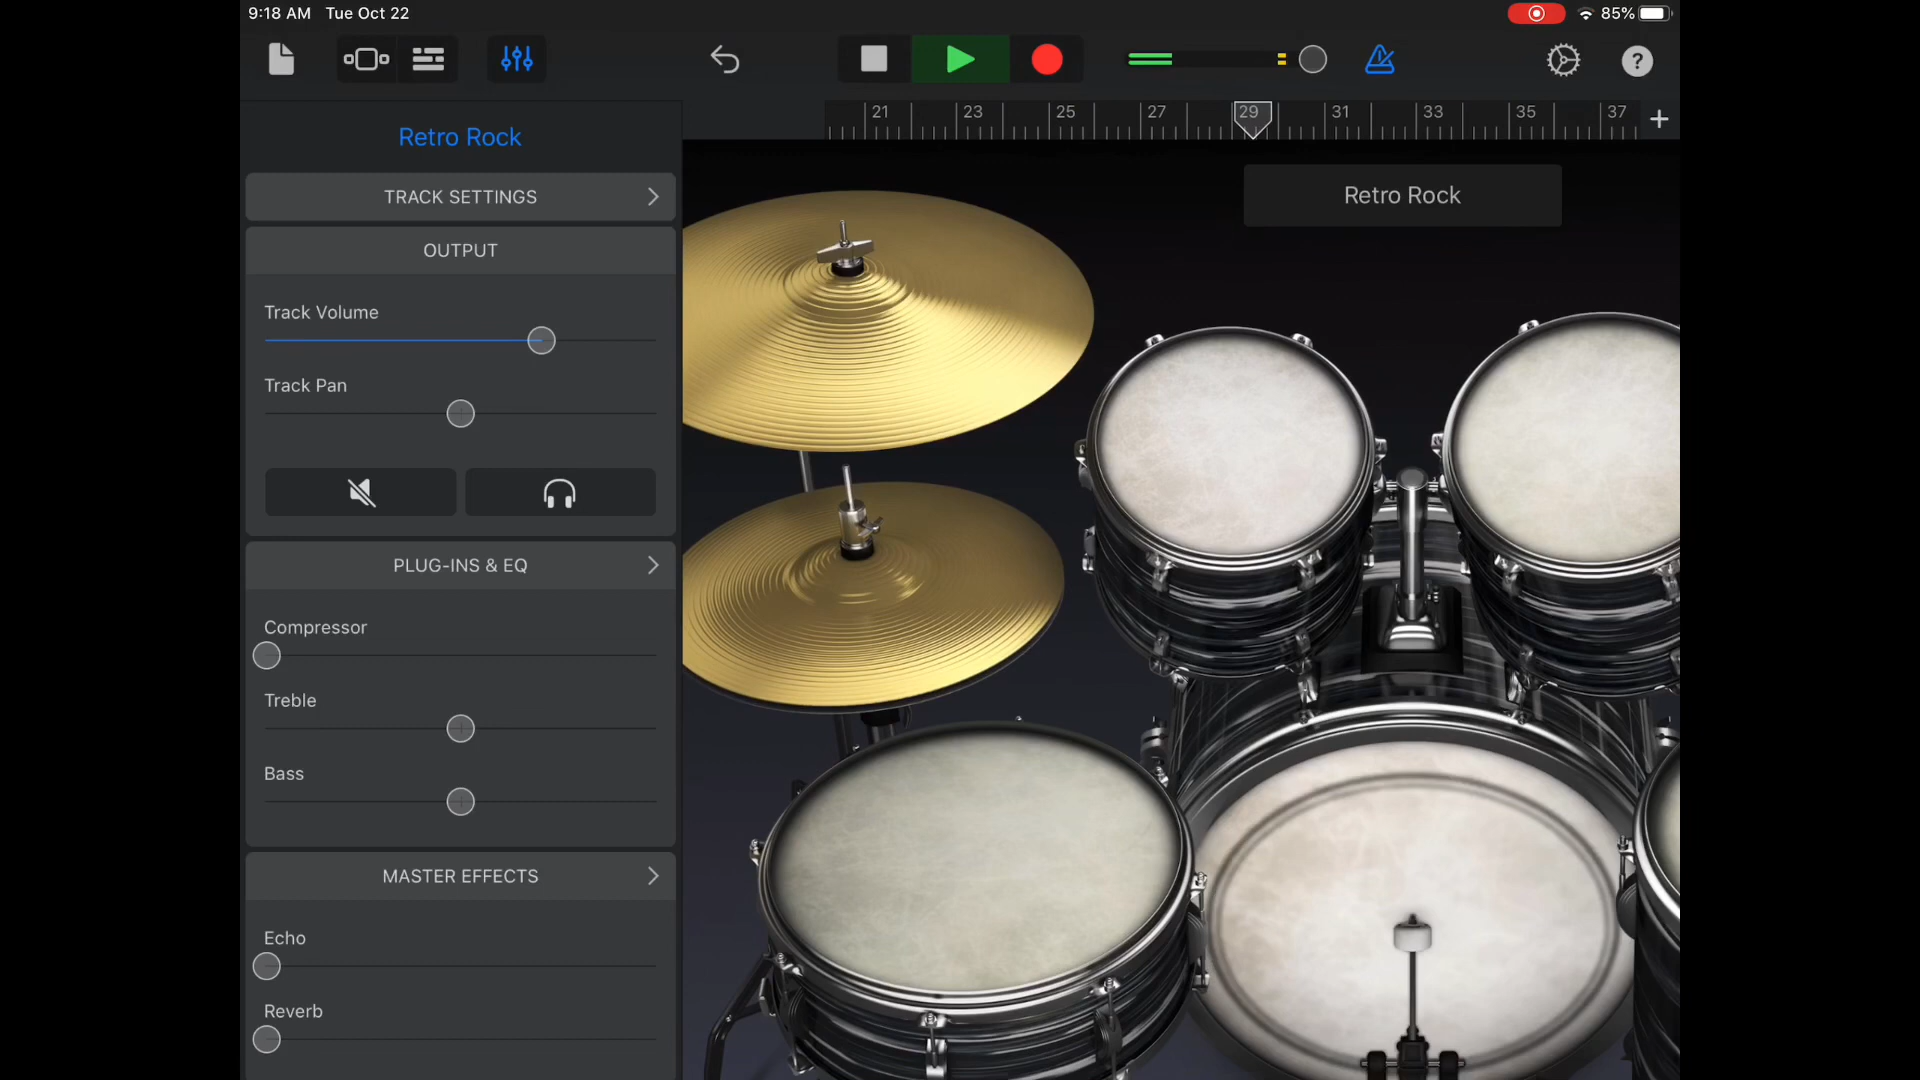 9:18 AM Tue Oct 22
85%
?
21 23 25 27 29 31 33 35 37 +
Retro Rock
TRACK SETTINGS
OUTPUT
Track Volume
Track Pan
PLUG-INS & EQ
Compressor
Treble
Bass
MASTER EFFECTS
Echo
Reverb
Retro Rock